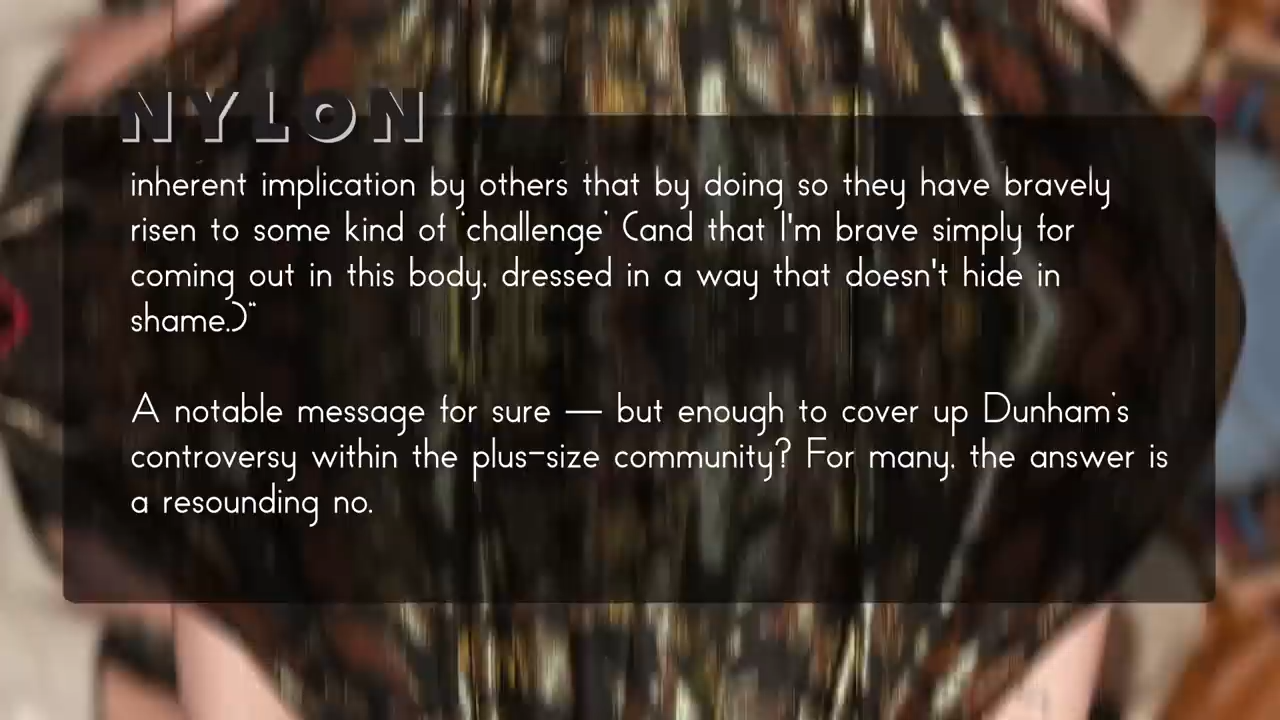 NYLON
inherent implication by others that by doing so they have bravely
risen to some kind of 'challenge' (and that I'm brave simply for
coming out in this body, dressed in a way that doesn't hide in
shame.)"
A notable message for sure — but enough to cover up Dunham's
controversy within the plus-size community? For many, the answer is
a resounding no.